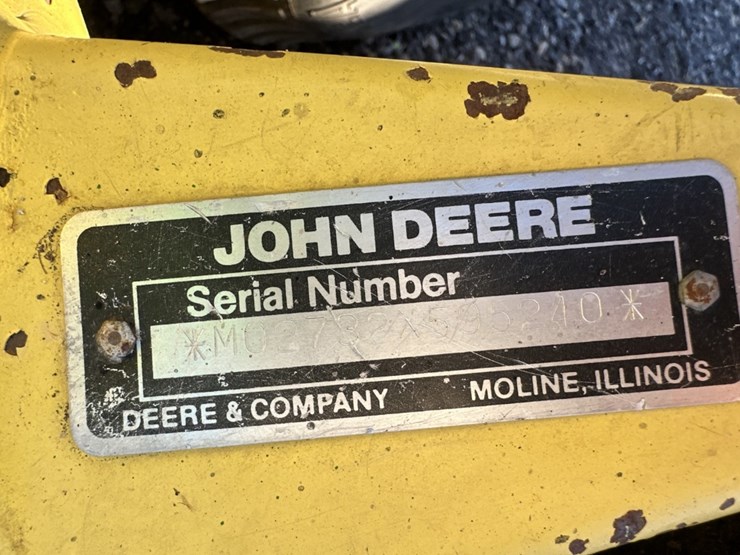 JOHN DEERE
Serial Number
DEERE & COMPANY MOLINE, ILLINOIS